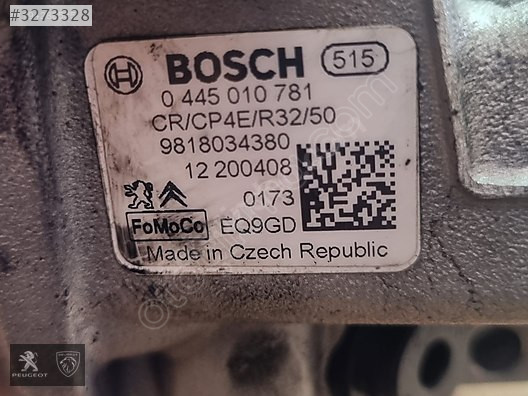 #3273328
BOSCH 515
0 445 010 781
CR/CP4E/R32/50
9818034380
12 200408
0173
FoMoCo EQ9GD
Made in Czech Republic
PEUGEOT